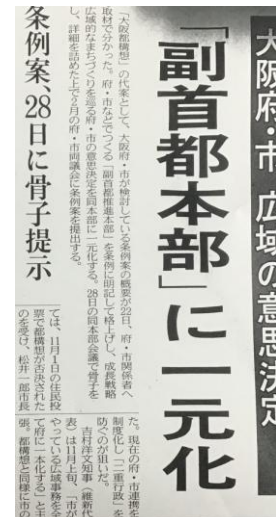 大阪府・市 広域の意思決定
「副首都本部」に一元化
条例案、28日に骨子提示
「大阪都構想」の代案として、大阪府・市が検討している条例案の概要が22日、府・市関係者へ
取材で分かった。府・市などでつくる「副首都推進本部」を条例に明記して格上げし、成長戦略
広域的なまちづくりを巡る府・市の意思決定を同本部に一元化する。28日の同本部会議で骨子を
し、詳細を詰めた上で2月の府・市両議会に条例案を提出する。
ては、11月1日の住民投
票で都構想が否決された
のを受け、松井一郎市長
た。現在の府・市連携を
制度化し、「二重行政」を
防ぐのが狙いだ。
吉村洋文知事（維新代
表）は11月上旬、「市が
やっている広域事務を全
て府に一本化する」と主
張。都構想と同様に市の